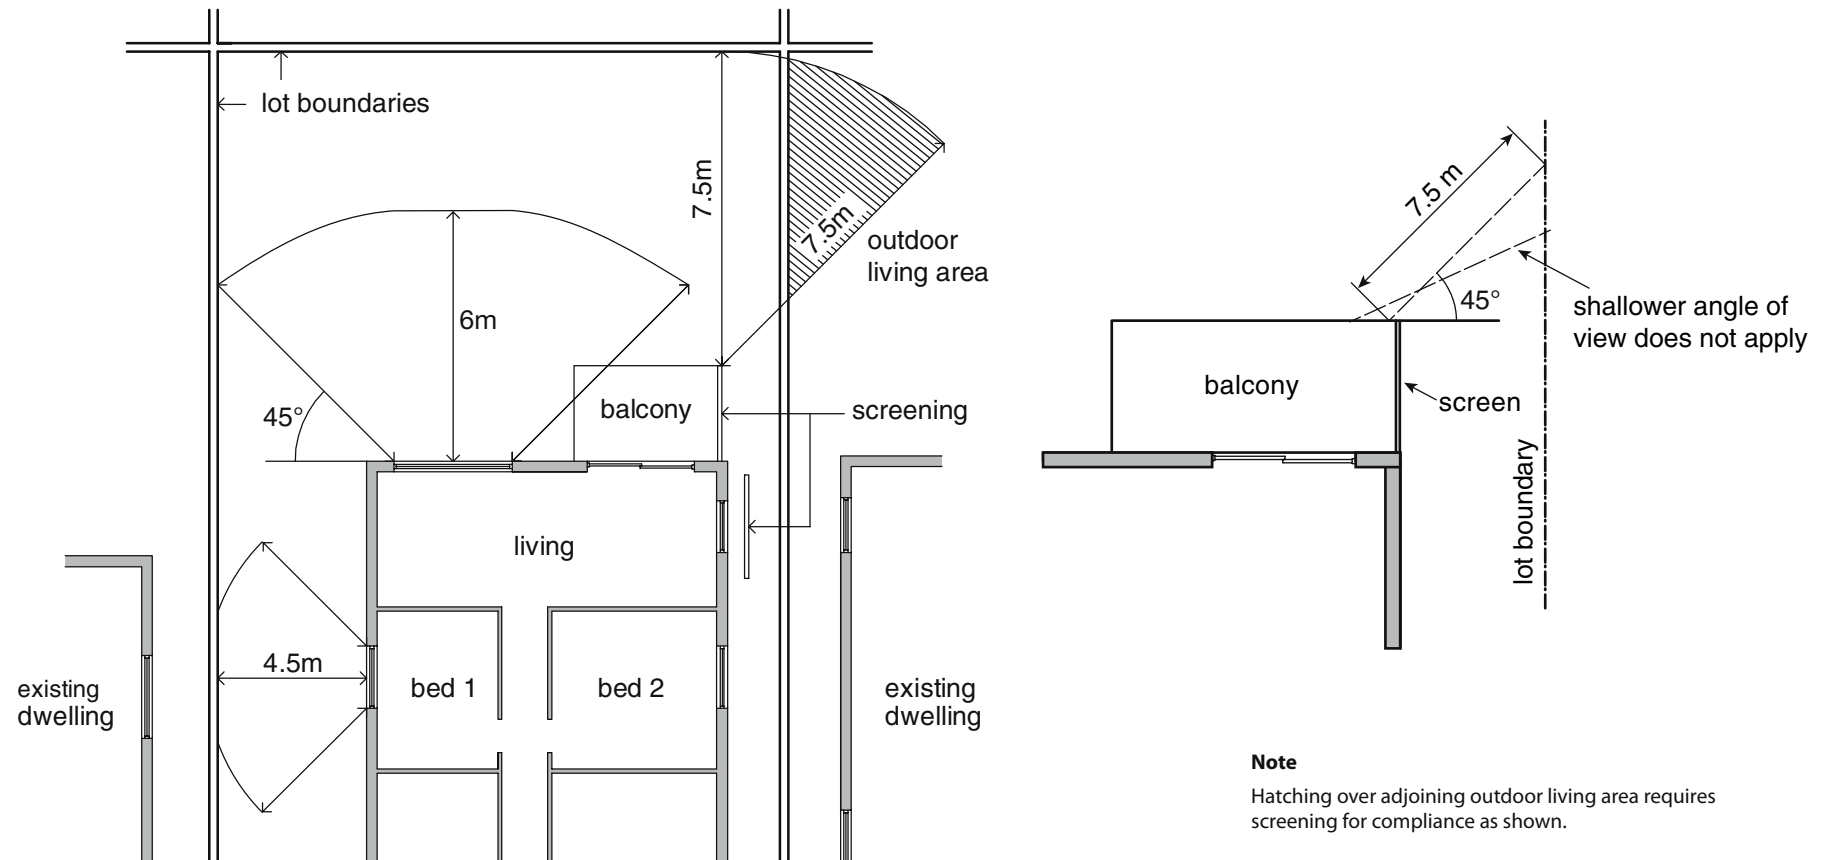 lot boundaries
7.5m
7.5m
outdoor
living area
6m
45°
balcony
screening
living
4.5m
bed 1
bed 2
existing
dwelling
existing
dwelling
7.5 m
45°
shallower angle of
view does not apply
balcony
screen
lot boundary
Note
Hatching over adjoining outdoor living area requires
screening for compliance as shown.